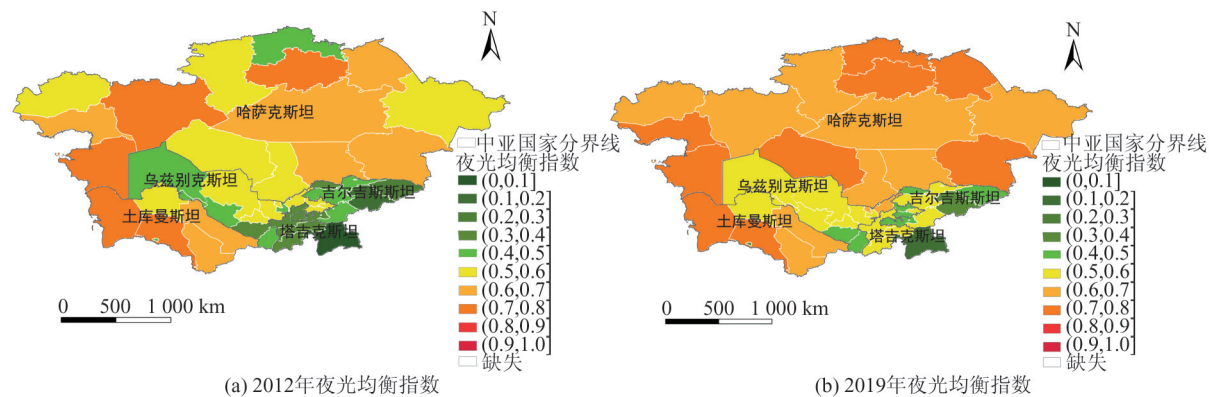 N
哈萨克斯坦
乌兹别克斯坦
吉尔吉斯斯坦
土库曼斯坦
塔吉克斯坦
中亚国家分界线
夜光均衡指数
(0,0.1]
(0.1,0.2]
(0.2,0.3]
(0.3,0.4]
(0.4,0.5]
(0.5,0.6]
(0.6,0.7]
(0.7,0.8]
(0.8,0.9]
(0.9,1.0]
缺失
0 500 1 000 km
(a) 2012年夜光均衡指数
N
哈萨克斯坦
乌兹别克斯坦
吉尔吉斯斯坦
土库曼斯坦
塔吉克斯坦
中亚国家分界线
夜光均衡指数
(0,0.1]
(0.1,0.2]
(0.2,0.3]
(0.3,0.4]
(0.4,0.5]
(0.5,0.6]
(0.6,0.7]
(0.7,0.8]
(0.8,0.9]
(0.9,1.0]
缺失
0 500 1 000 km
(b) 2019年夜光均衡指数